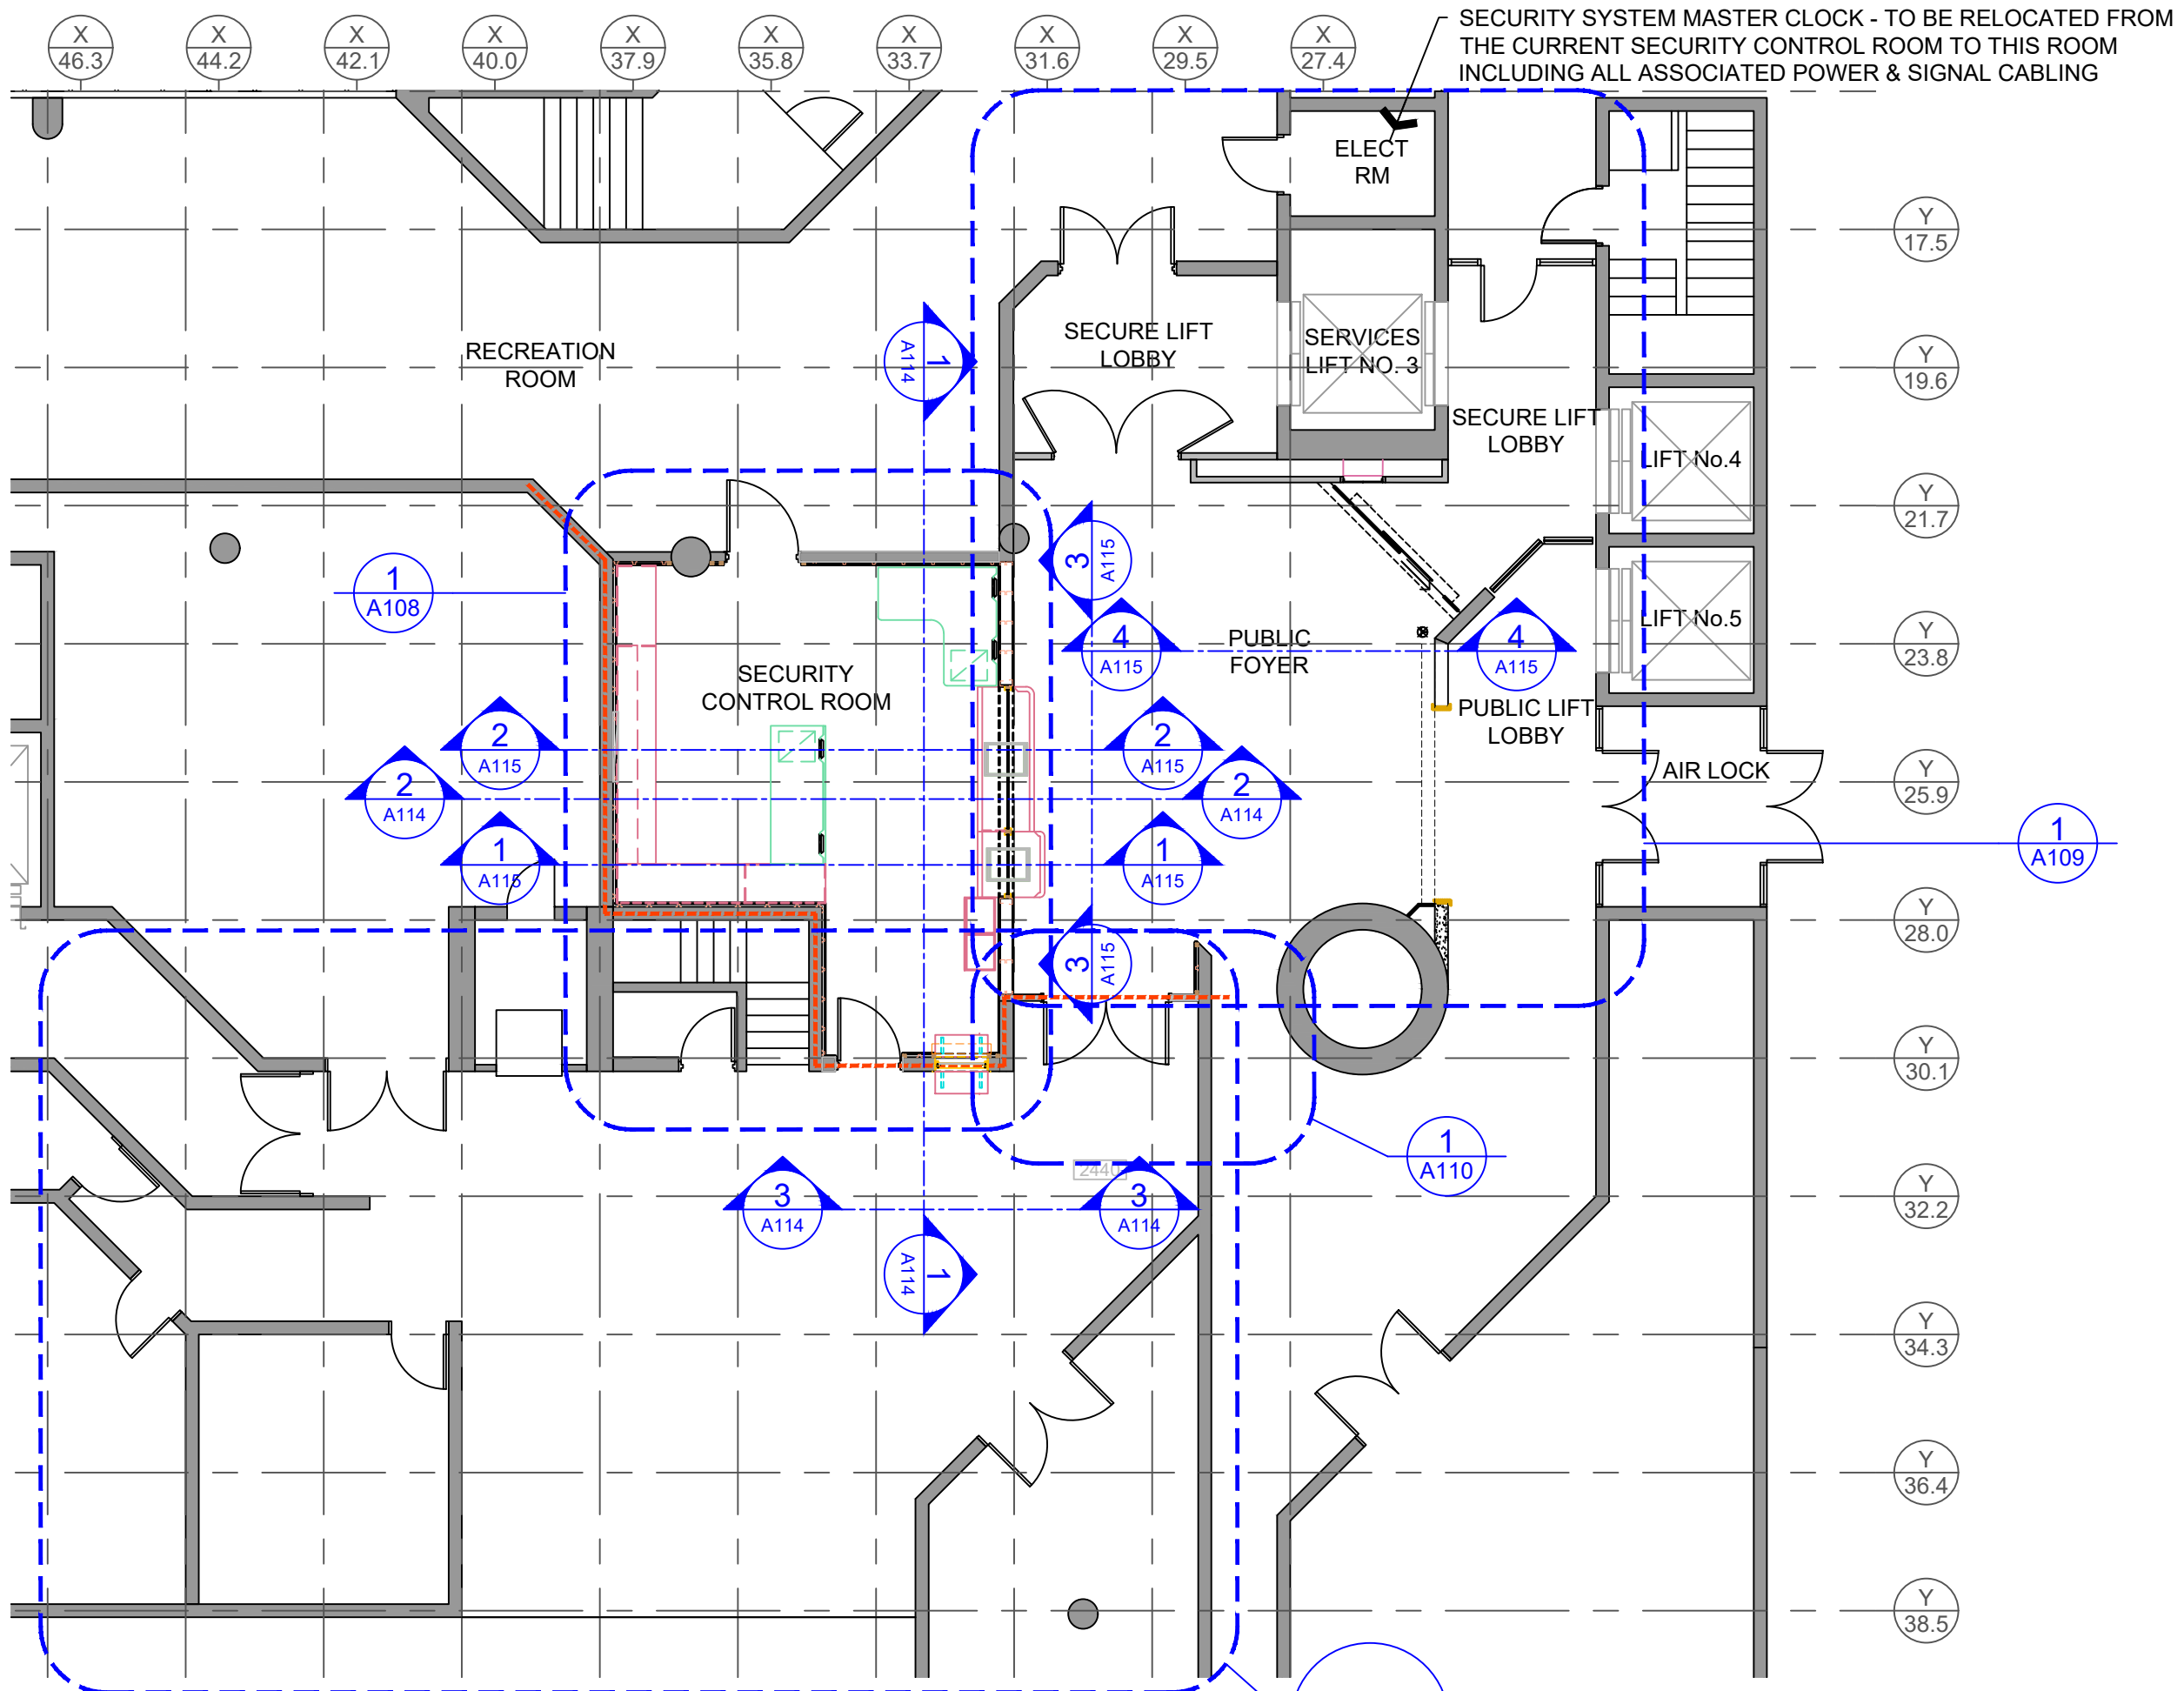 SECURITY SYSTEM MASTER CLOCK - TO BE RELOCATED FROM
THE CURRENT SECURITY CONTROL ROOM TO THIS ROOM
INCLUDING ALL ASSOCIATED POWER & SIGNAL CABLING
X
46.3
X
44.2
X
42.1
X
40.0
X
37.9
X
35.8
X
33.7
X
31.6
X
29.5
X
27.4
ELECT
RM
Y
17.5
RECREATION
ROOM
1
A114
SECURE LIFT
LOBBY
SERVICES
LIFT NO. 3
Y
19.6
SECURE LIFT
LOBBY
LIFT No.4
Y
21.7
1
A108
3
A115
4
A115
PUBLIC
FOYER
4
A115
LIFT No.5
Y
23.8
SECURITY
CONTROL ROOM
PUBLIC LIFT
LOBBY
2
A115
2
A115
AIR LOCK
Y
25.9
2
A114
2
A114
1
A115
1
A115
1
A109
Y
28.0
3
A115
Y
30.1
1
A110
2440
3
A114
3
A114
Y
32.2
1
A114
Y
34.3
Y
36.4
Y
38.5